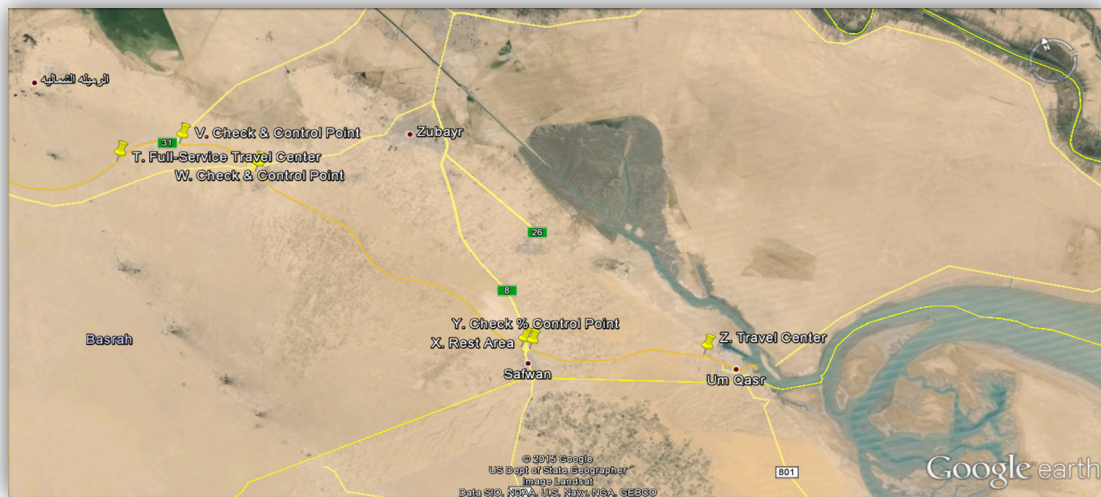 الرميله الشماليه
V. Check & Control Point
31
Zubayr
T. Full-Service Travel Center
W. Check & Control Point
26
8
Y. Check % Control Point
X. Rest Area
Z. Travel Center
Basrah
Safwan
Um Qasr
N
© 2015 Google
US Dept of State Geographer
Image Landsat
Data SIO, NOAA, U.S. Navy, NGA, GEBCO
801
Google earth